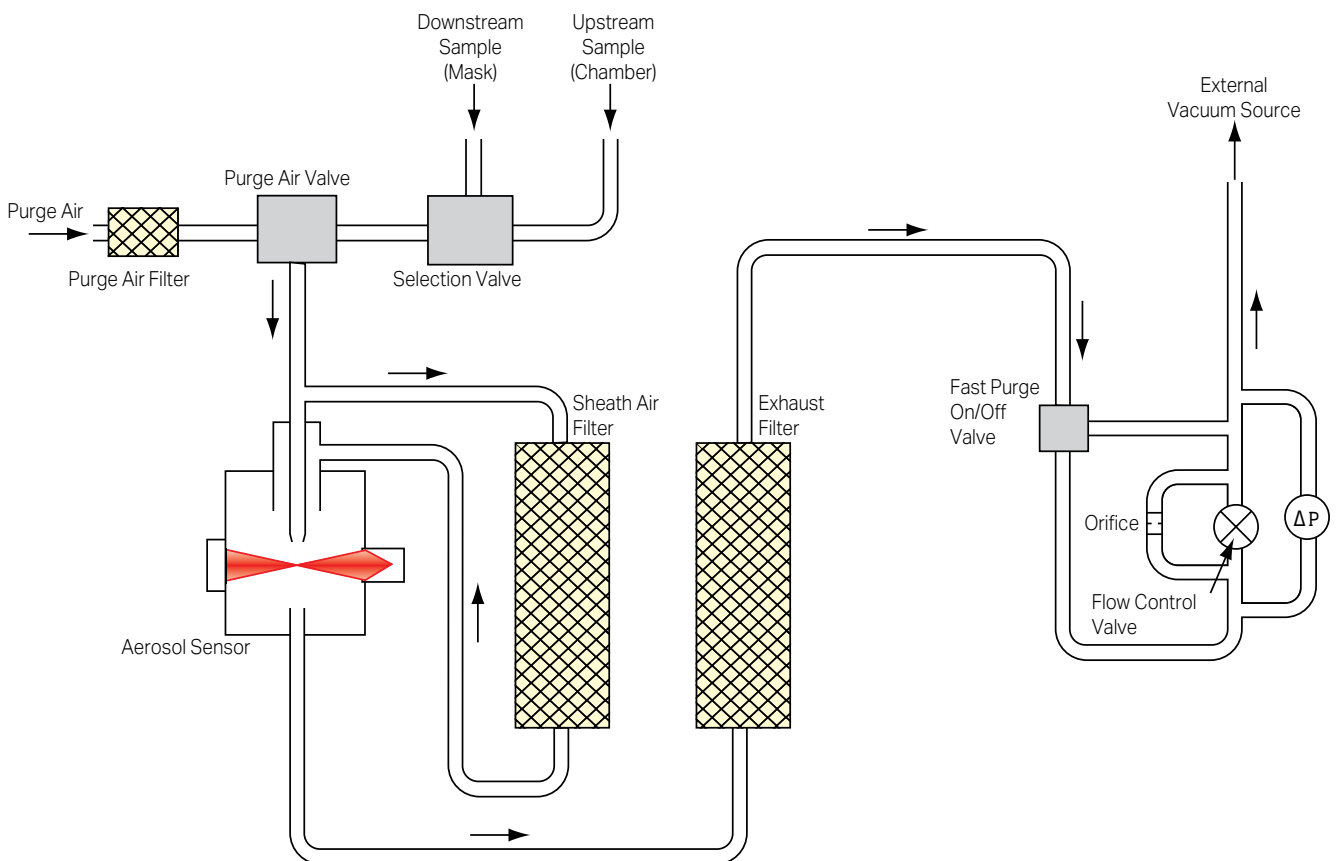 Downstream
Sample
(Mask)
Upstream
Sample
(Chamber)
External
Vacuum Source
Purge Air Valve
Purge Air
Purge Air Filter
Selection Valve
Sheath Air
Filter
Exhaust
Filter
Fast Purge
On/Off
Valve
Orifice
ΔP
Flow Control
Valve
Aerosol Sensor